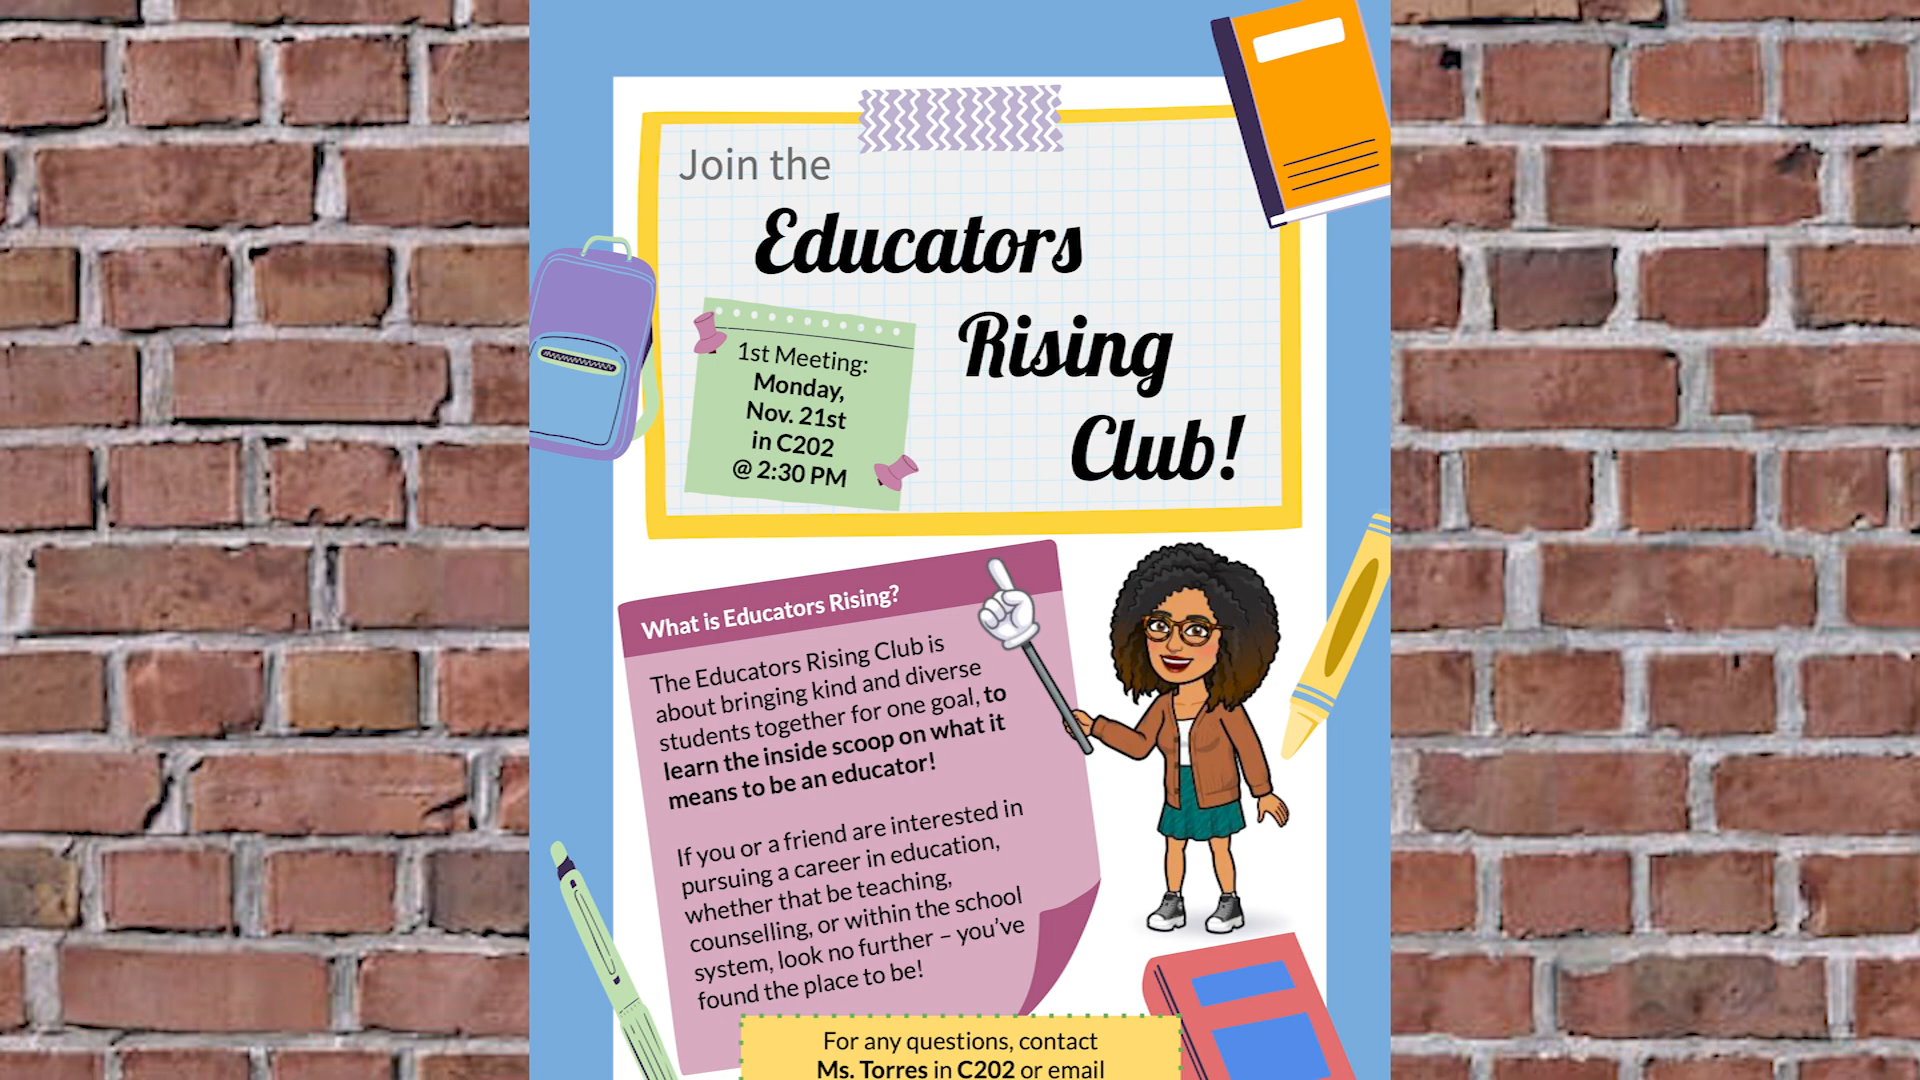 Join the
Educators
Rising
Club!
1st Meeting:
Monday,
Nov. 21st
in C202
@ 2:30 PM
What is Educators Rising?
The Educators Rising Club is
about bringing kind and diverse
students together for one goal, to
learn the inside scoop on what it
means to be an educator!
If you or a friend are interested in
pursuing a career in education,
whether that be teaching,
counselling, or within the school
system, look no further – you've
found the place to be!
For any questions, contact
Ms. Torres in C202 or email